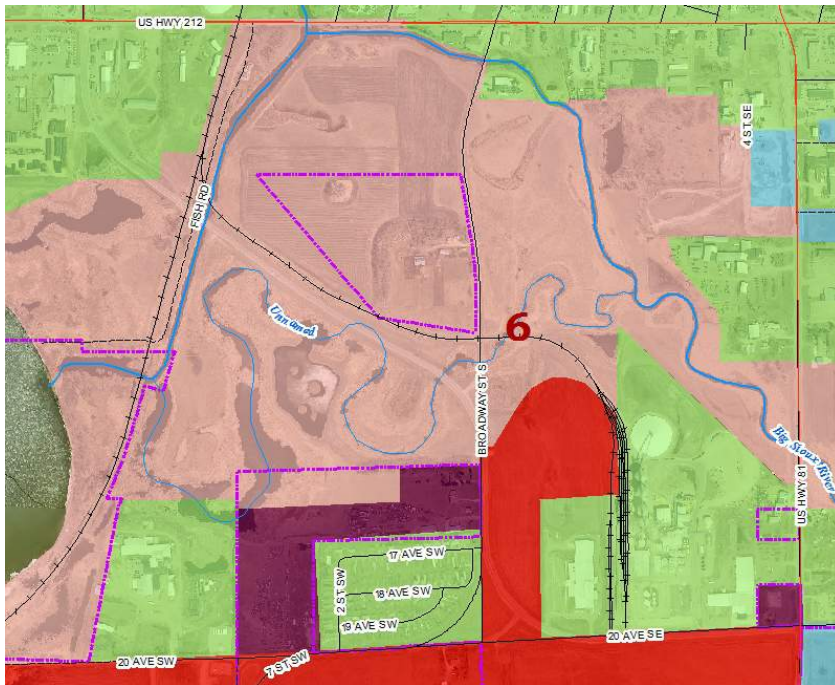 US HWY 212
4 ST SE
FISH RD
Unnamed
6
BROADWAY ST S
Big Sioux River
US HWY 81
17 AVE SW
2 ST SW
18 AVE SW
19 AVE SW
20 AVE SE
20 AVE SW
7 ST SW